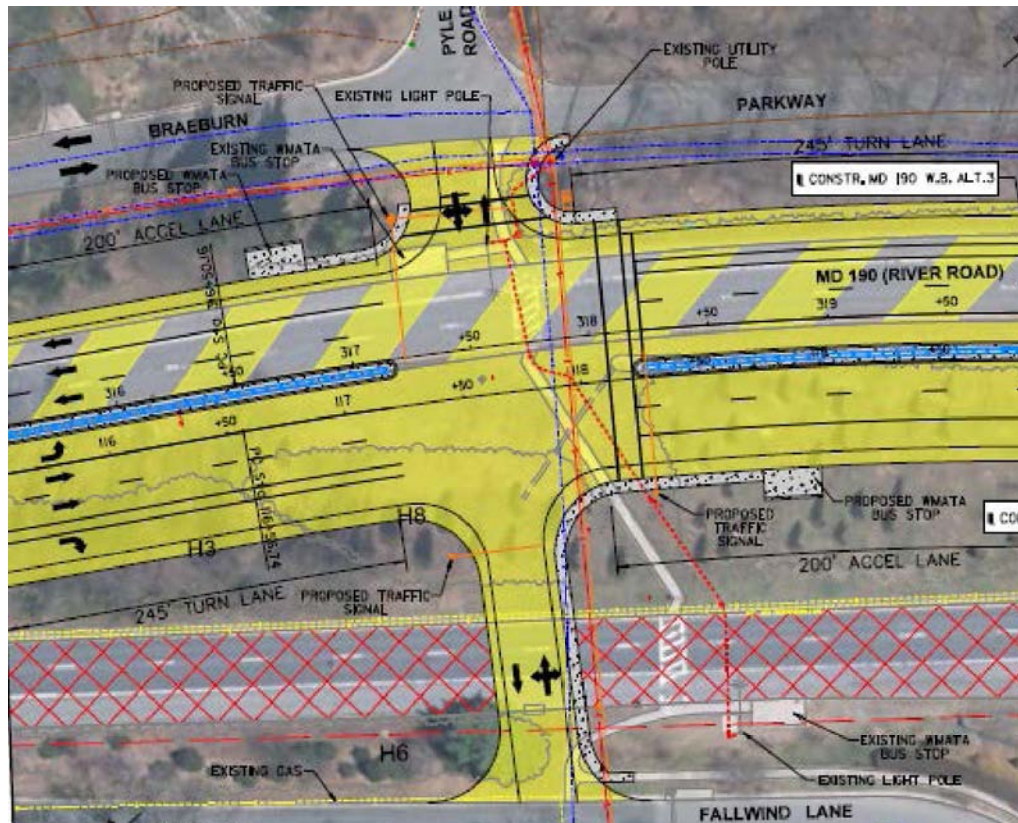 PYLE
ROAD
EXISTING UTILITY
POLE
PROPOSED TRAFFIC
SIGNAL
EXISTING LIGHT POLE
PARKWAY
BRAEBURN
EXISTING WMATA
BUS STOP
245' TURN LANE
PROPOSED WMATA
BUS STOP
CONSTR. MD 190 W.B. ALT.3
200' ACCEL LANE
MD 190 (RIVER ROAD)
+50
319
+50
318
+50
317
+50
316
118
+50
117
+50
116
PROPOSED WMATA
BUS STOP
PROPOSED
TRAFFIC
SIGNAL
H8
H3
200' ACCEL LANE
PROPOSED TRAFFIC
SIGNAL
245' TURN LANE
H6
EXISTING WMATA
BUS STOP
EXISTING GAS
EXISTING LIGHT POLE
FALLWIND LANE